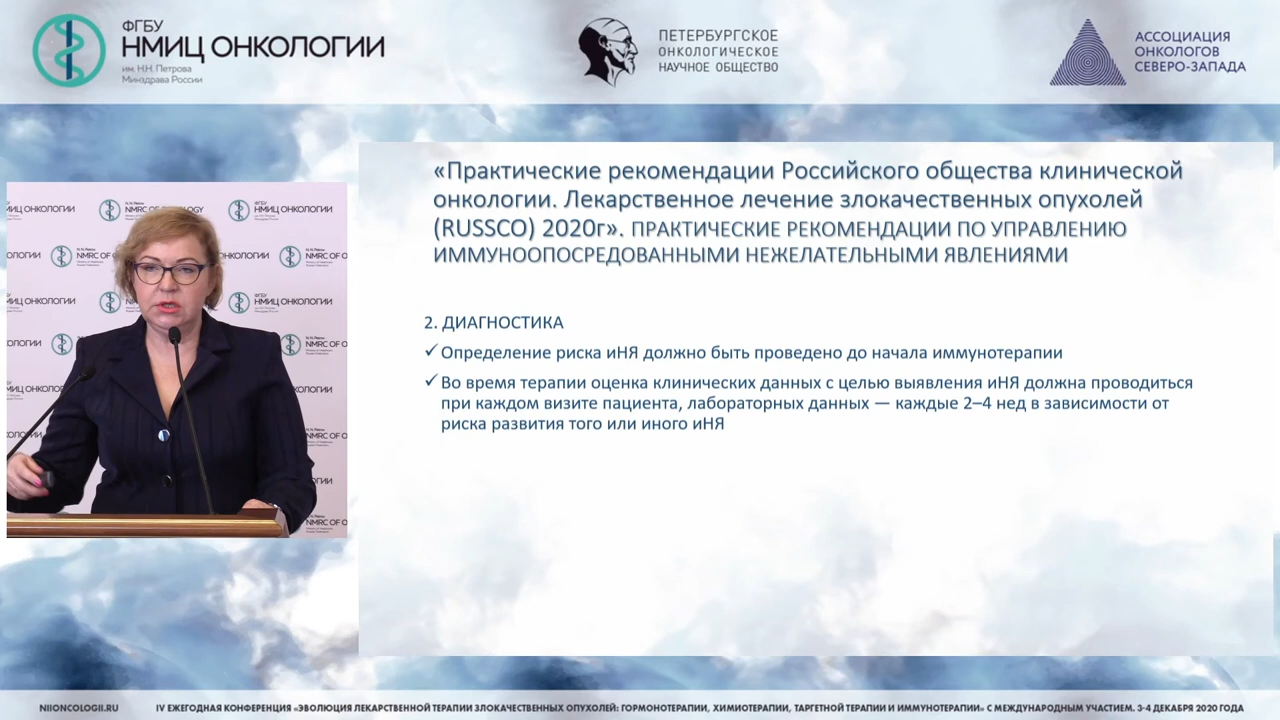 ФГБУ
НМИЦ ОНКОЛОГИИ
им. Н.Н. Петрова
Минздрава России
ПЕТЕРБУРГСКОЕ
ОНКОЛОГИЧЕСКОЕ
НАУЧНОЕ ОБЩЕСТВО
АССОЦИАЦИЯ
ОНКОЛОГОВ
СЕВЕРО-ЗАПАДА
«Практические рекомендации Российского общества клинической
онкологии. Лекарственное лечение злокачественных опухолей
(RUSSCO) 2020г». ПРАКТИЧЕСКИЕ РЕКОМЕНДАЦИИ ПО УПРАВЛЕНИЮ
ИММУНООПОСРЕДОВАННЫМИ НЕЖЕЛАТЕЛЬНЫМИ ЯВЛЕНИЯМИ
2. ДИАГНОСТИКА
✓ Определение риска иНЯ должно быть проведено до начала иммунотерапии
✓ Во время терапии оценка клинических данных с целью выявления иНЯ должна проводиться
при каждом визите пациента, лабораторных данных — каждые 2–4 нед в зависимости от
риска развития того или иного иНЯ
NIIONCOLOGII.RU
IV ЕЖЕГОДНАЯ КОНФЕРЕНЦИЯ «ЭВОЛЮЦИЯ ЛЕКАРСТВЕННОЙ ТЕРАПИИ ЗЛОКАЧЕСТВЕННЫХ ОПУХОЛЕЙ: ГОРМОНОТЕРАПИИ, ХИМИОТЕРАПИИ, ТАРГЕТНОЙ ТЕРАПИИ И ИММУНОТЕРАПИИ» С МЕЖДУНАРОДНЫМ УЧАСТИЕМ. 3-4 ДЕКАБРЯ 2020 ГОДА